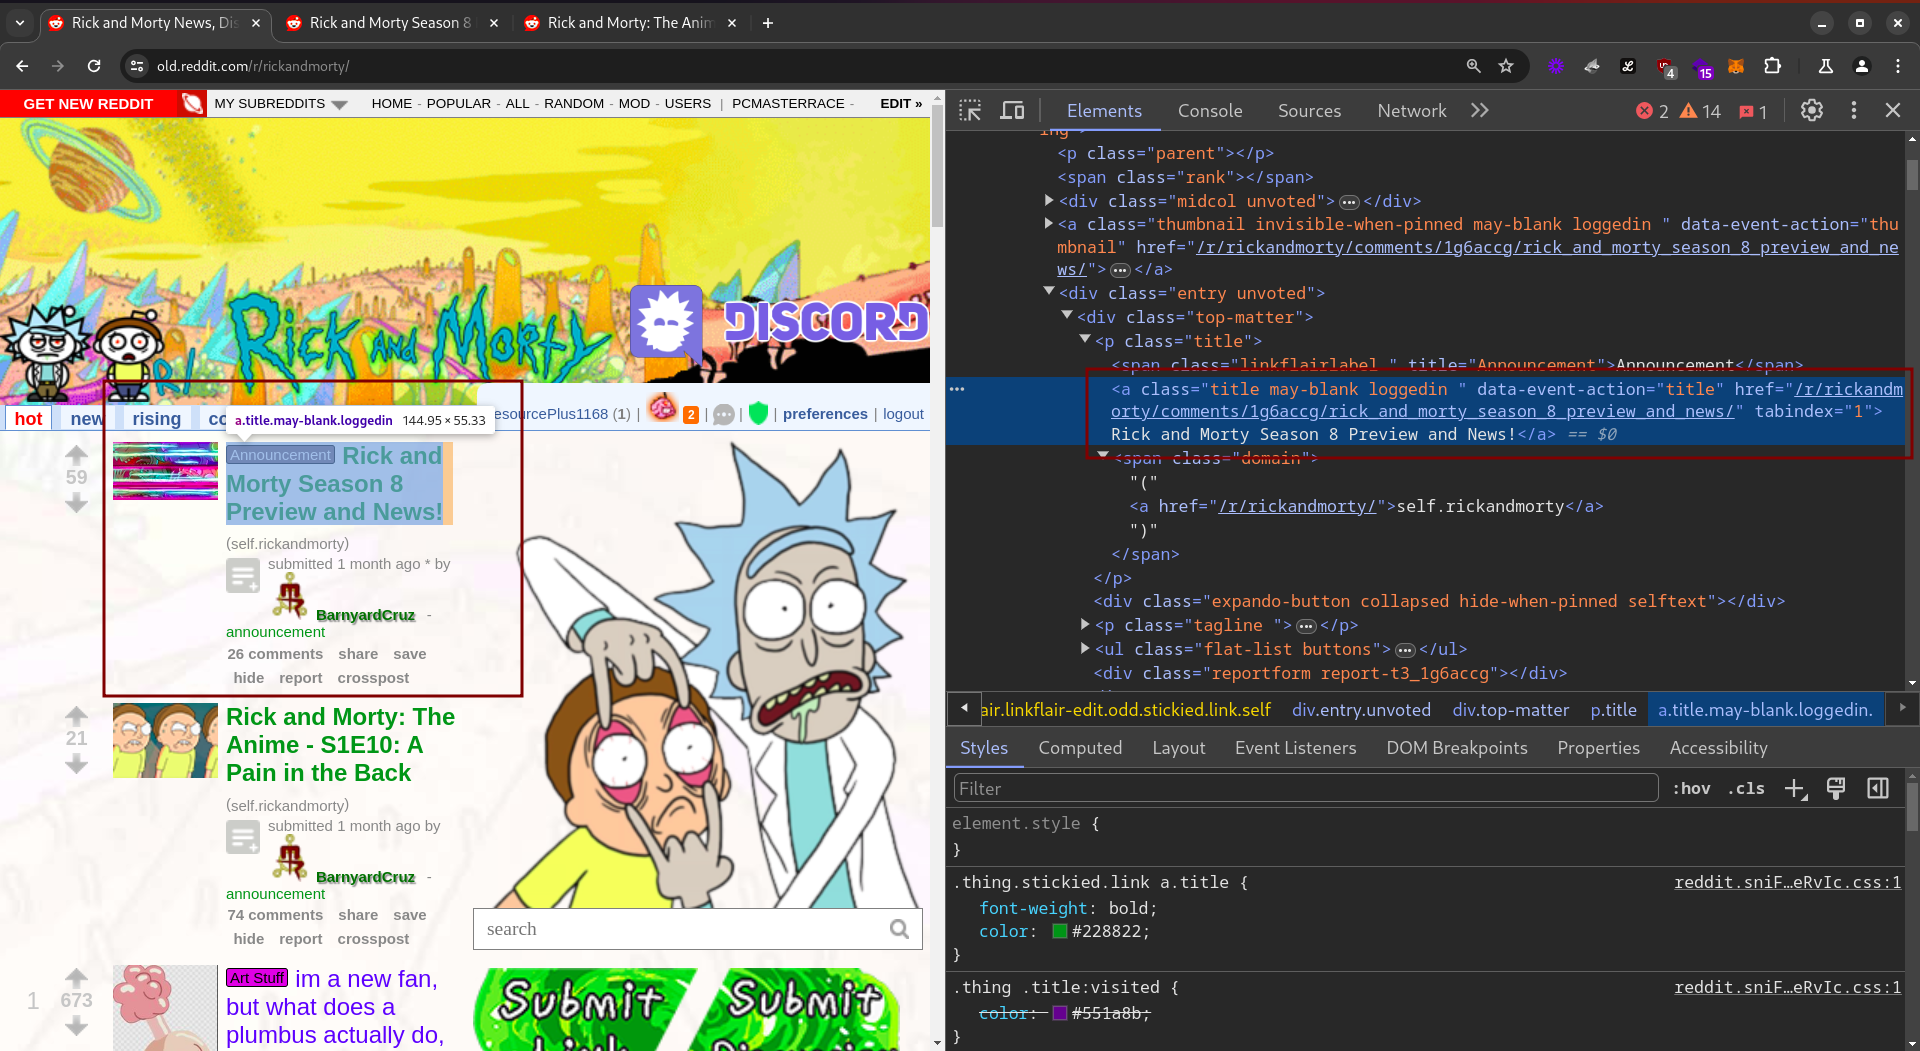 Rick and Morty News, Dis
Rick and Morty Season 8
Rick and Morty: The Anim
old.reddit.com/r/rickandmorty/
4
15
GET NEW REDDIT
MY SUBREDDITS
HOME - POPULAR - ALL - RANDOM - MOD - USERS | PCMASTERRACE -
EDIT »
r/
RICK AND MORTY
DISCORD
hot
new
rising
esourcePlus1168 (1) |
2
|
|
| preferences | logout
a.title.may-blank.loggedin 144.95 × 55.33
59
Announcement Rick and
Morty Season 8
Preview and News!
(self.rickandmorty)
submitted 1 month ago * by
BarnyardCruz -
announcement
26 comments share save
hide report crosspost
21
Rick and Morty: The
Anime - S1E10: A
Pain in the Back
(self.rickandmorty)
submitted 1 month ago by
BarnyardCruz -
announcement
74 comments share save
hide report crosspost
1
673
Art Stuff im a new fan,
but what does a
plumbus actually do,
search
Submit
Link
Submit
Elements
Console
Sources
Network
2
14
1
ing">
<p class="parent"></p>
<span class="rank"></span>
<div class="midcol unvoted">…</div>
<a class="thumbnail invisible-when-pinned may-blank loggedin " data-event-action="thu
mbnail" href="/r/rickandmorty/comments/1g6accg/rick_and_morty_season_8_preview_and_ne
ws/">…</a>
<div class="entry unvoted">
<div class="top-matter">
<p class="title">
<span class="linkflairlabel " title="Announcement">Announcement</span>
<a class="title may-blank loggedin " data-event-action="title" href="/r/rickandm
orty/comments/1g6accg/rick_and_morty_season_8_preview_and_news/" tabindex="1">
Rick and Morty Season 8 Preview and News!</a> == $0
<span class="domain">
"("
<a href="/r/rickandmorty/">self.rickandmorty</a>
")"
</span>
</p>
<div class="expando-button collapsed hide-when-pinned selftext"></div>
<p class="tagline ">…</p>
<ul class="flat-list buttons">…</ul>
<div class="reportform report-t3_1g6accg"></div>
air.linkflair-edit.odd.stickied.link.self div.entry.unvoted div.top-matter p.title a.title.may-blank.loggedin.
Styles
Computed
Layout
Event Listeners
DOM Breakpoints
Properties
Accessibility
Filter
:hov .cls
element.style {
}
.thing.stickied.link a.title {
reddit.sniF…eRvIc.css:1
font-weight: bold;
color: #228822;
}
.thing .title:visited {
reddit.sniF…eRvIc.css:1
color: #551a8b;
}